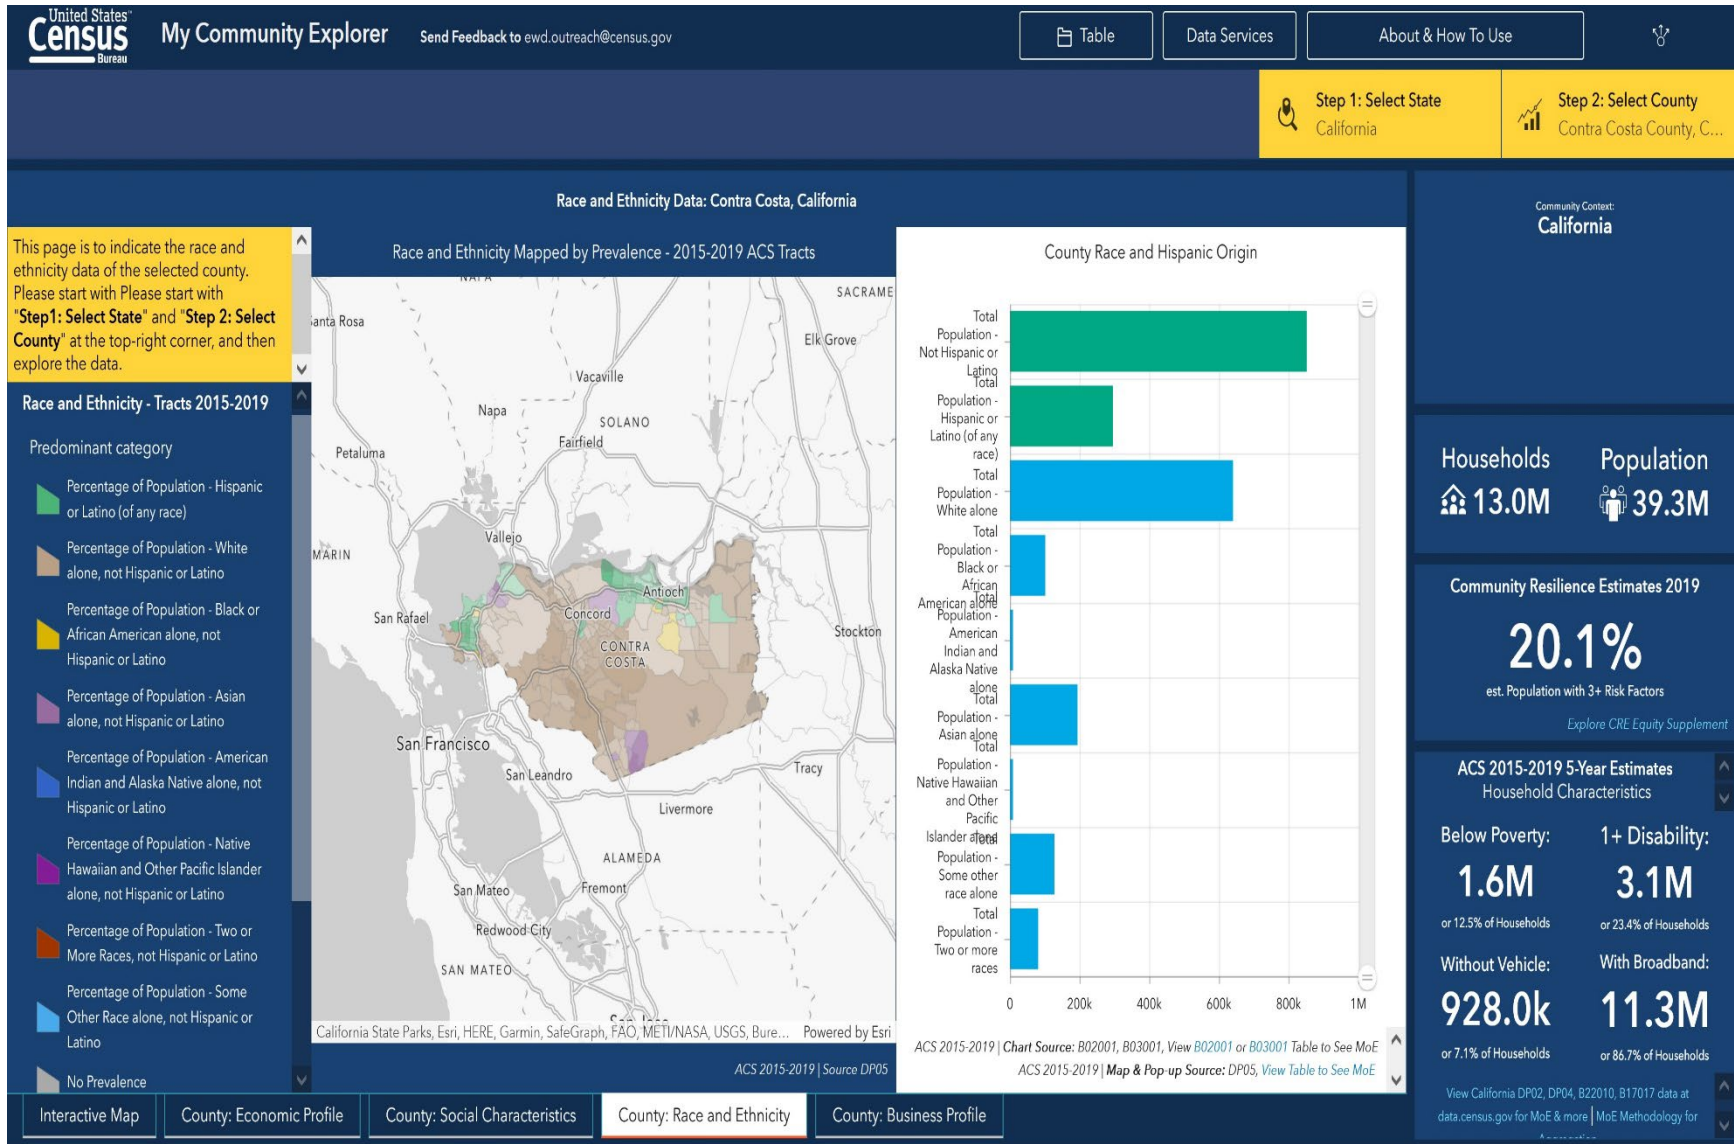 United States™
Census
Bureau
My Community Explorer
Send Feedback to ewd.outreach@census.gov
Table
Data Services
About & How To Use
Step 1: Select State
California
Step 2: Select County
Contra Costa County, C...
Race and Ethnicity Data: Contra Costa, California
This page is to indicate the race and
ethnicity data of the selected county.
Please start with Please start with
"Step1: Select State" and "Step 2: Select
County" at the top-right corner, and then
explore the data.
Race and Ethnicity - Tracts 2015-2019
Predominant category
Percentage of Population - Hispanic
or Latino (of any race)
Percentage of Population - White
alone, not Hispanic or Latino
Percentage of Population - Black or
African American alone, not
Hispanic or Latino
Percentage of Population - Asian
alone, not Hispanic or Latino
Percentage of Population - American
Indian and Alaska Native alone, not
Hispanic or Latino
Percentage of Population - Native
Hawaiian and Other Pacific Islander
alone, not Hispanic or Latino
Percentage of Population - Two or
More Races, not Hispanic or Latino
Percentage of Population - Some
Other Race alone, not Hispanic or
Latino
No Prevalence
Race and Ethnicity Mapped by Prevalence - 2015-2019 ACS Tracts
NAPA
SACRAME
Santa Rosa
Elk Grove
Vacaville
Napa
SOLANO
Fairfield
Petaluma
Vallejo
MARIN
Antioch
San Rafael
Concord
Stockton
CONTRA
COSTA
San Francisco
San Leandro
Tracy
Livermore
ALAMEDA
San Mateo
Fremont
Redwood City
SAN MATEO
San Jose
California State Parks, Esri, HERE, Garmin, SafeGraph, FAO, METI/NASA, USGS, Bure...
Powered by Esri
ACS 2015-2019 | Source DP05
County Race and Hispanic Origin
Total
Population -
Not Hispanic or
Latino
Total
Population -
Hispanic or
Latino (of any
race)
Total
Population -
White alone
Total
Population -
Black or
African
American alone
Total
Population -
American
Indian and
Alaska Native
alone
Total
Population -
Asian alone
Total
Population -
Native Hawaiian
and Other
Pacific
Islander alone
Total
Population -
Some other
race alone
Total
Population -
Two or more
races
0 200k 400k 600k 800k 1M
ACS 2015-2019 | Chart Source: B02001, B03001, View B02001 or B03001 Table to See MoE
ACS 2015-2019 | Map & Pop-up Source: DP05, View Table to See MoE
Community Context:
California
Households
13.0M
Population
39.3M
Community Resilience Estimates 2019
20.1%
est. Population with 3+ Risk Factors
Explore CRE Equity Supplement
ACS 2015-2019 5-Year Estimates
Household Characteristics
Below Poverty:
1.6M
or 12.5% of Households
1+ Disability:
3.1M
or 23.4% of Households
Without Vehicle:
928.0k
or 7.1% of Households
With Broadband:
11.3M
or 86.7% of Households
View California DP02, DP04, B22010, B17017 data at
data.census.gov for MoE & more | MoE Methodology for
Interactive Map
County: Economic Profile
County: Social Characteristics
County: Race and Ethnicity
County: Business Profile